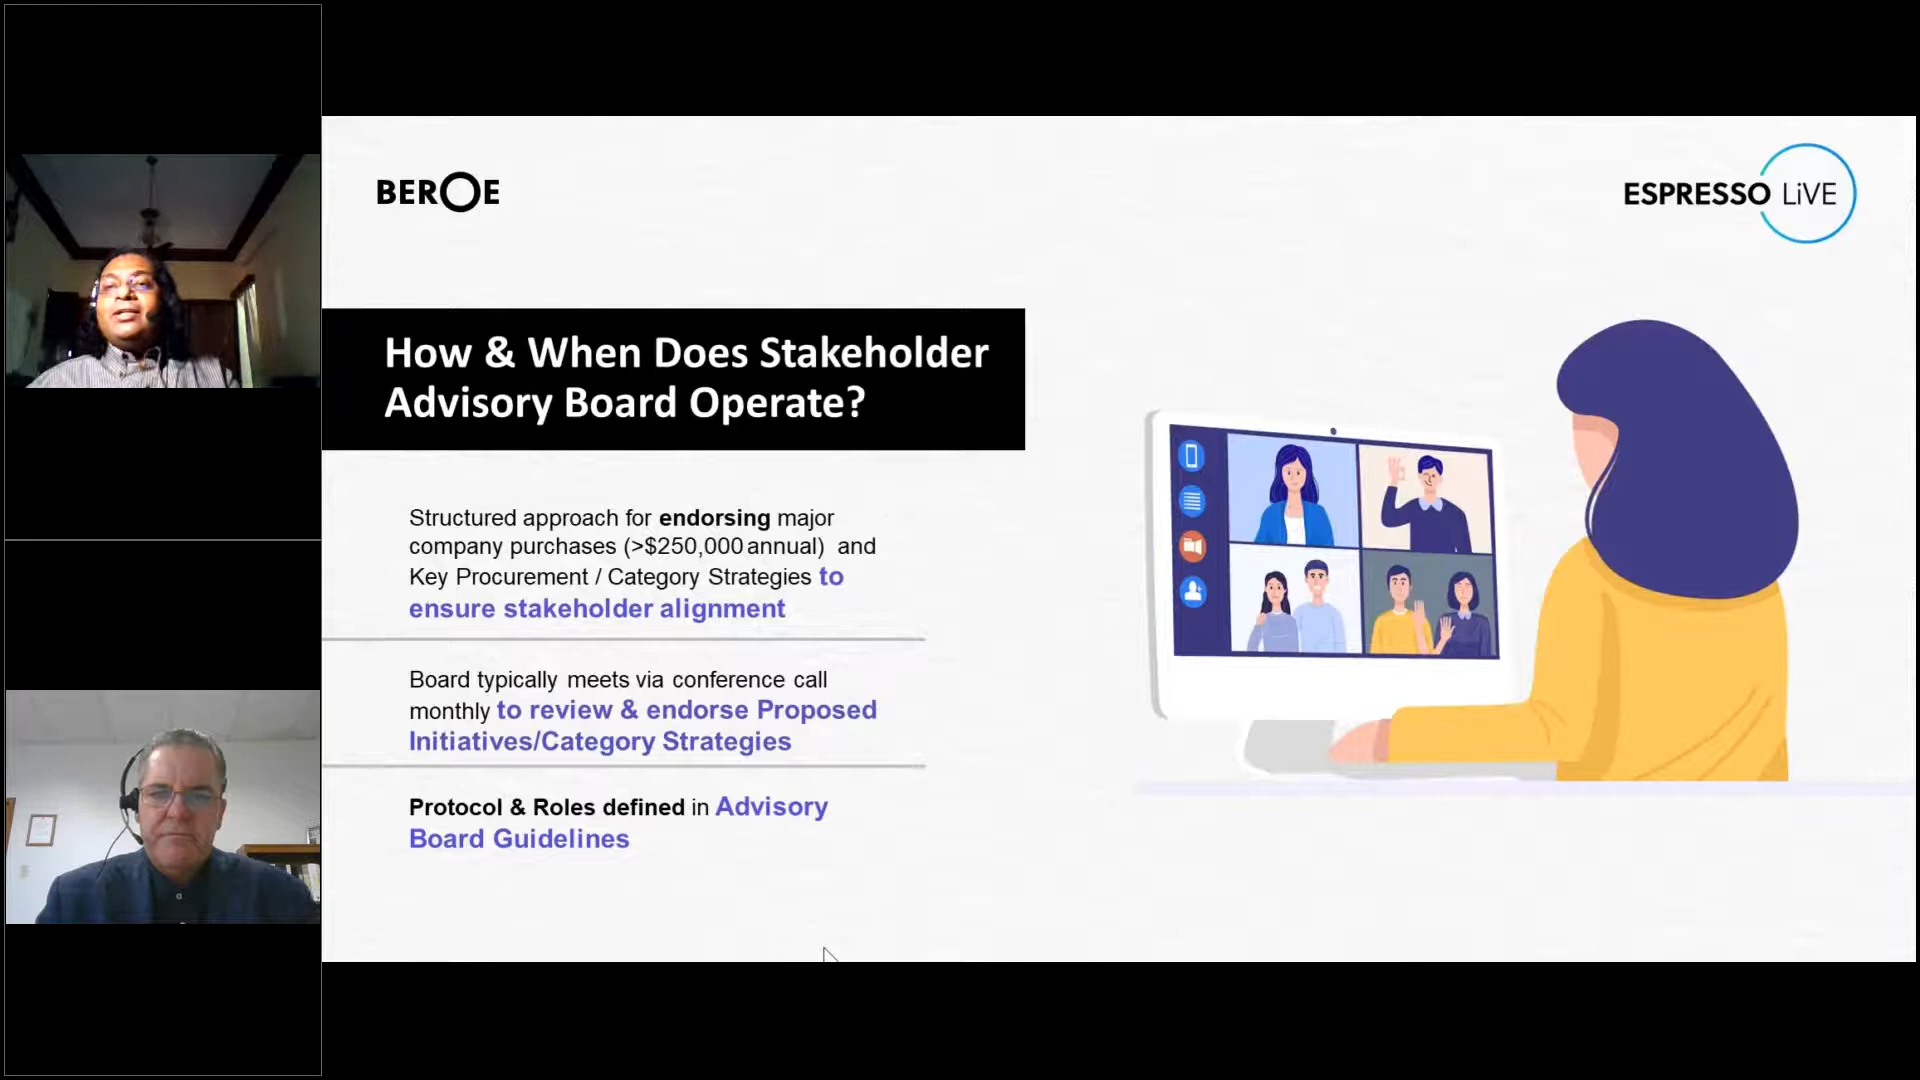 BEROE
ESPRESSO LiVE
How & When Does Stakeholder
Advisory Board Operate?
Structured approach for endorsing major
company purchases (>$250,000 annual) and
Key Procurement / Category Strategies to
ensure stakeholder alignment
Board typically meets via conference call
monthly to review & endorse Proposed
Initiatives/Category Strategies
Protocol & Roles defined in Advisory
Board Guidelines